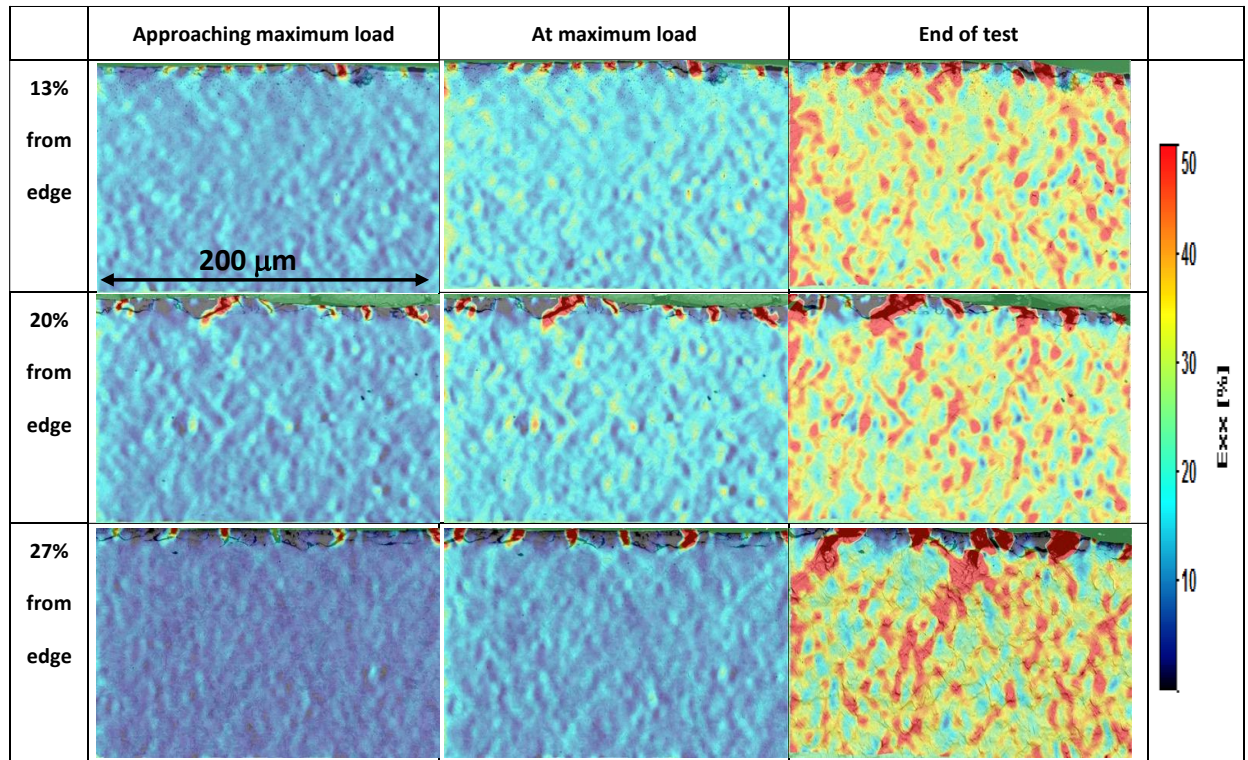 Approaching maximum load
At maximum load
End of test
13%
from
edge
200 µm
20%
from
edge
27%
from
edge
50
40
30
20
10
Exx [%]